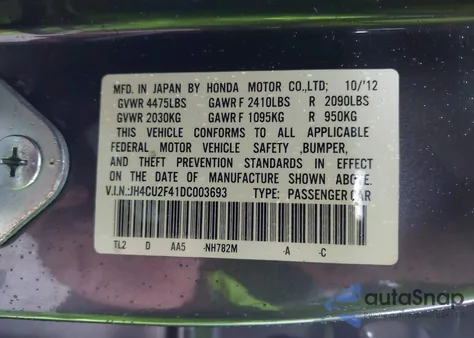 MFD. IN JAPAN BY HONDA MOTOR CO.,LTD; 10/'12
GVWR 4475LBS GAWR F 2410LBS R 2090LBS
GVWR 2030KG GAWR F 1095KG R 950KG
THIS VEHICLE CONFORMS TO ALL APPLICABLE
FEDERAL MOTOR VEHICLE SAFETY ,BUMPER,
AND THEFT PREVENTION STANDARDS IN EFFECT
ON THE DATE OF MANUFACTURE SHOWN ABOVE.
V.I.N.:JH4CU2F41DC003693 TYPE: PASSENGER CAR
TL2 D AA5 -NH782M -A -C
autoSnap